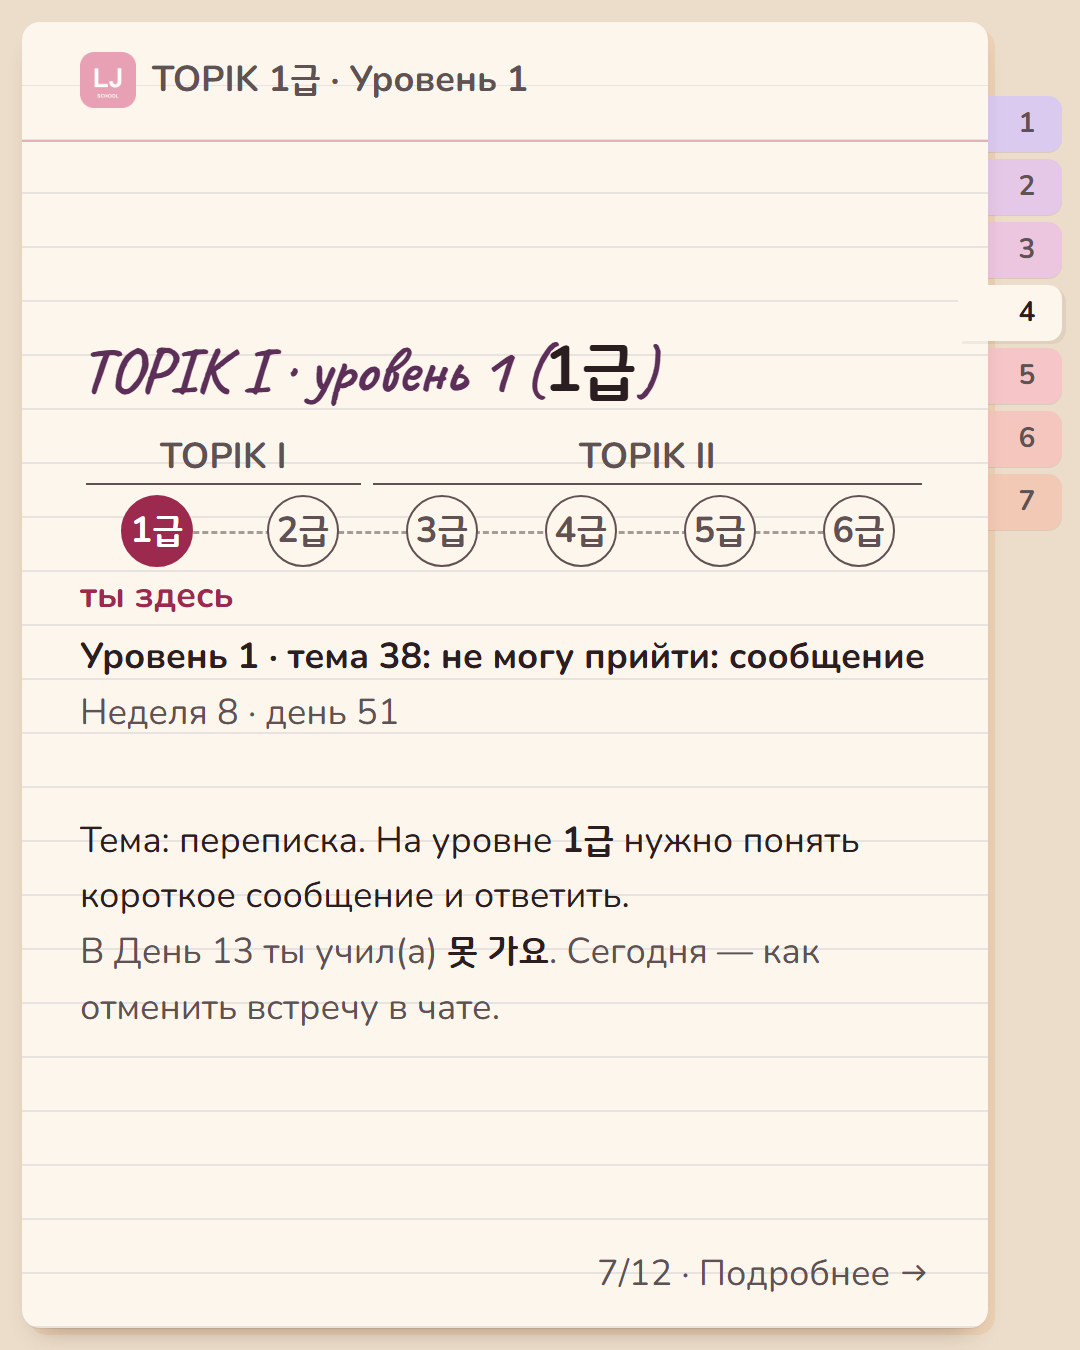 LJ
SCHOOL
TOPIK 1급 · Уровень 1
1
2
3
4
5
6
7
TOPIK I · уровень 1 (1급)
TOPIK I TOPIK II
1급 2급 3급 4급 5급 6급
ты здесь
Уровень 1 · тема 38: не могу прийти: сообщение
Неделя 8 · день 51
Тема: переписка. На уровне 1급 нужно понять
короткое сообщение и ответить.
В День 13 ты учил(а) 못 가요. Сегодня — как
отменить встречу в чате.
7/12 · Подробнее →